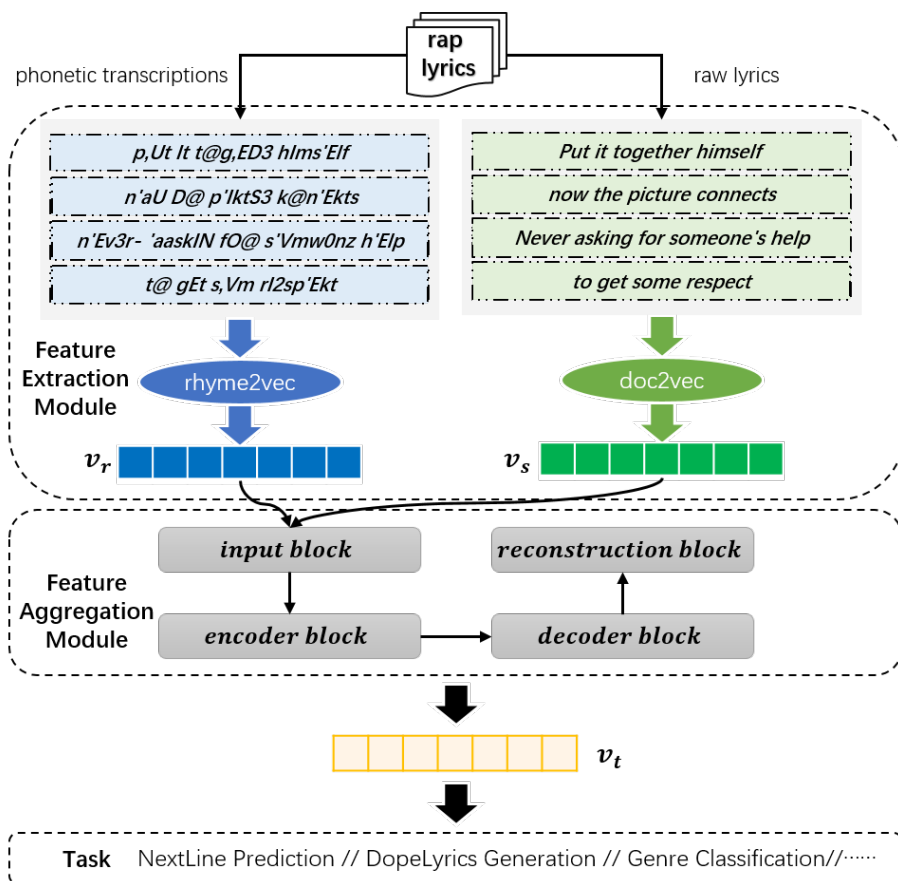 rap
lyrics
phonetic transcriptions
raw lyrics
p,Ut It t@g,ED3 hIms'Elf
n'aU D@ p'IktS3 k@n'Ekts
n'Ev3r- 'aaskIN fO@ s'Vmw0nz h'Elp
t@ gEt s,Vm rI2sp'Ekt
Put it together himself
now the picture connects
Never asking for someone's help
to get some respect
Feature
Extraction
Module
rhyme2vec
doc2vec
v_r
v_s
Feature
Aggregation
Module
input block
reconstruction block
encoder block
decoder block
v_t
Task NextLine Prediction // DopeLyrics Generation // Genre Classification//······